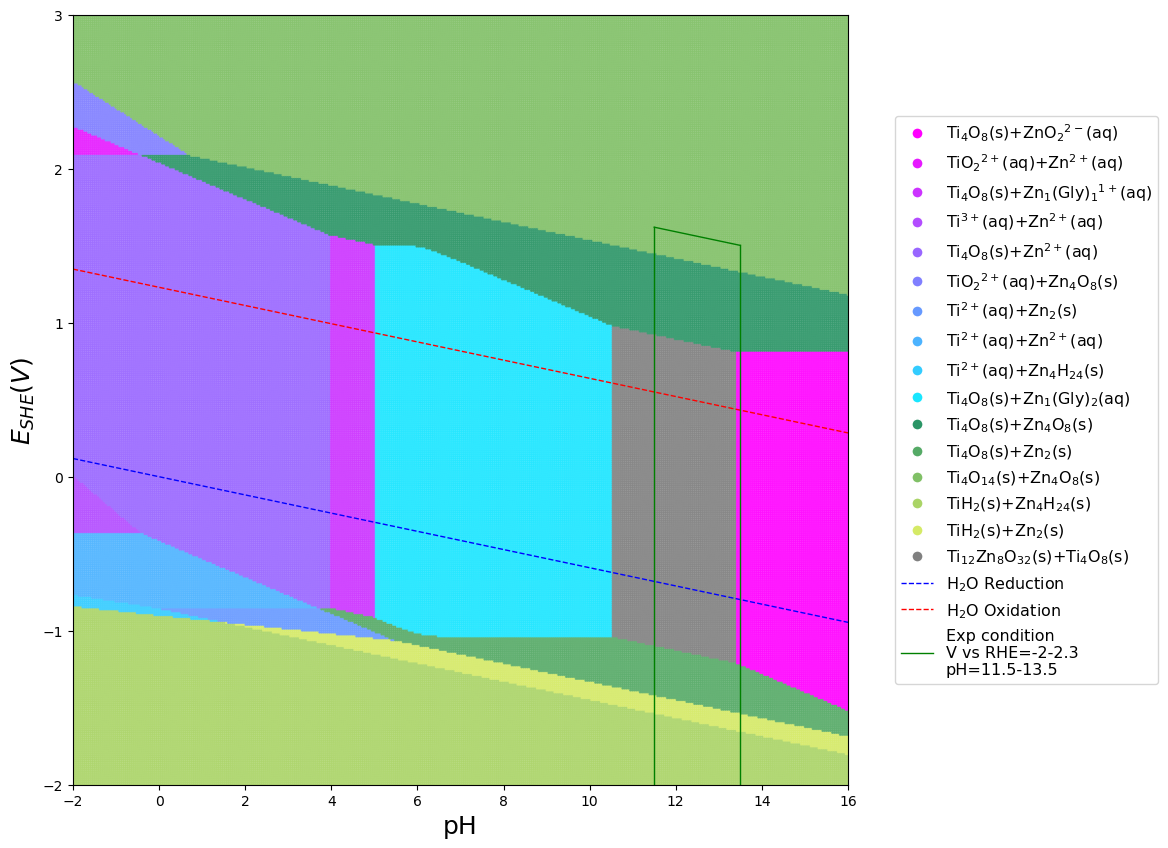 3
2
1
0
−1
−2
E_SHE(V)
−2 0 2 4 6 8 10 12 14 16
pH
Ti₄O₈(s)+ZnO₂²⁻(aq)
TiO₂²⁺(aq)+Zn²⁺(aq)
Ti₄O₈(s)+Zn₁(Gly)₁¹⁺(aq)
Ti³⁺(aq)+Zn²⁺(aq)
Ti₄O₈(s)+Zn²⁺(aq)
TiO₂²⁺(aq)+Zn₄O₈(s)
Ti²⁺(aq)+Zn₂(s)
Ti²⁺(aq)+Zn²⁺(aq)
Ti²⁺(aq)+Zn₄H₂₄(s)
Ti₄O₈(s)+Zn₁(Gly)₂(aq)
Ti₄O₈(s)+Zn₄O₈(s)
Ti₄O₈(s)+Zn₂(s)
Ti₄O₁₄(s)+Zn₄O₈(s)
TiH₂(s)+Zn₄H₂₄(s)
TiH₂(s)+Zn₂(s)
Ti₁₂Zn₈O₃₂(s)+Ti₄O₈(s)
H₂O Reduction
H₂O Oxidation
Exp condition
V vs RHE=-2-2.3
pH=11.5-13.5